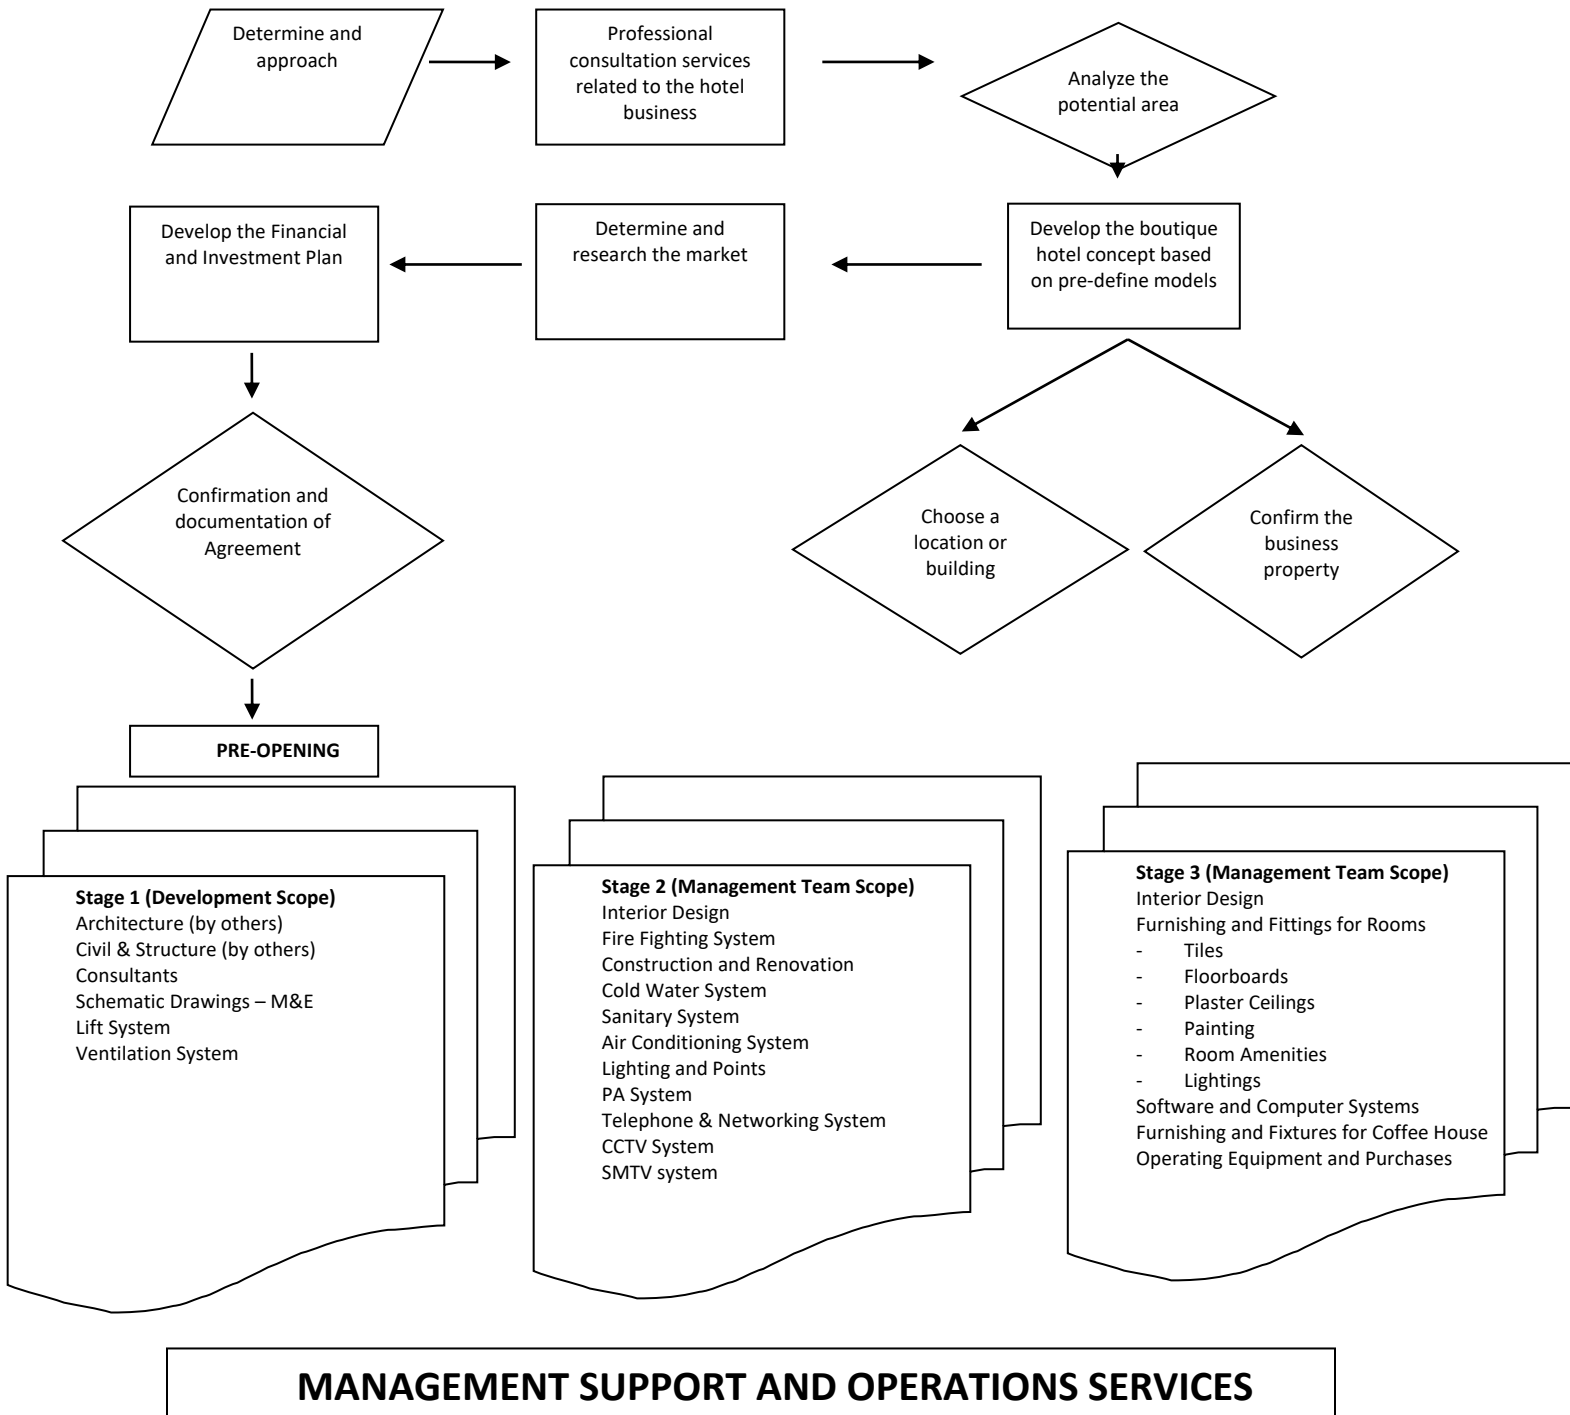 Determine and
approach
Professional
consultation services
related to the hotel
business
Analyze the
potential area
Develop the Financial
and Investment Plan
Determine and
research the market
Develop the boutique
hotel concept based
on pre-define models
Confirmation and
documentation of
Agreement
Choose a
location or
building
Confirm the
business
property
PRE-OPENING
Stage 1 (Development Scope)
Architecture (by others)
Civil & Structure (by others)
Consultants
Schematic Drawings – M&E
Lift System
Ventilation System
Stage 2 (Management Team Scope)
Interior Design
Fire Fighting System
Construction and Renovation
Cold Water System
Sanitary System
Air Conditioning System
Lighting and Points
PA System
Telephone & Networking System
CCTV System
SMTV system
Stage 3 (Management Team Scope)
Interior Design
Furnishing and Fittings for Rooms
- Tiles
- Floorboards
- Plaster Ceilings
- Painting
- Room Amenities
- Lightings
Software and Computer Systems
Furnishing and Fixtures for Coffee House
Operating Equipment and Purchases
MANAGEMENT SUPPORT AND OPERATIONS SERVICES